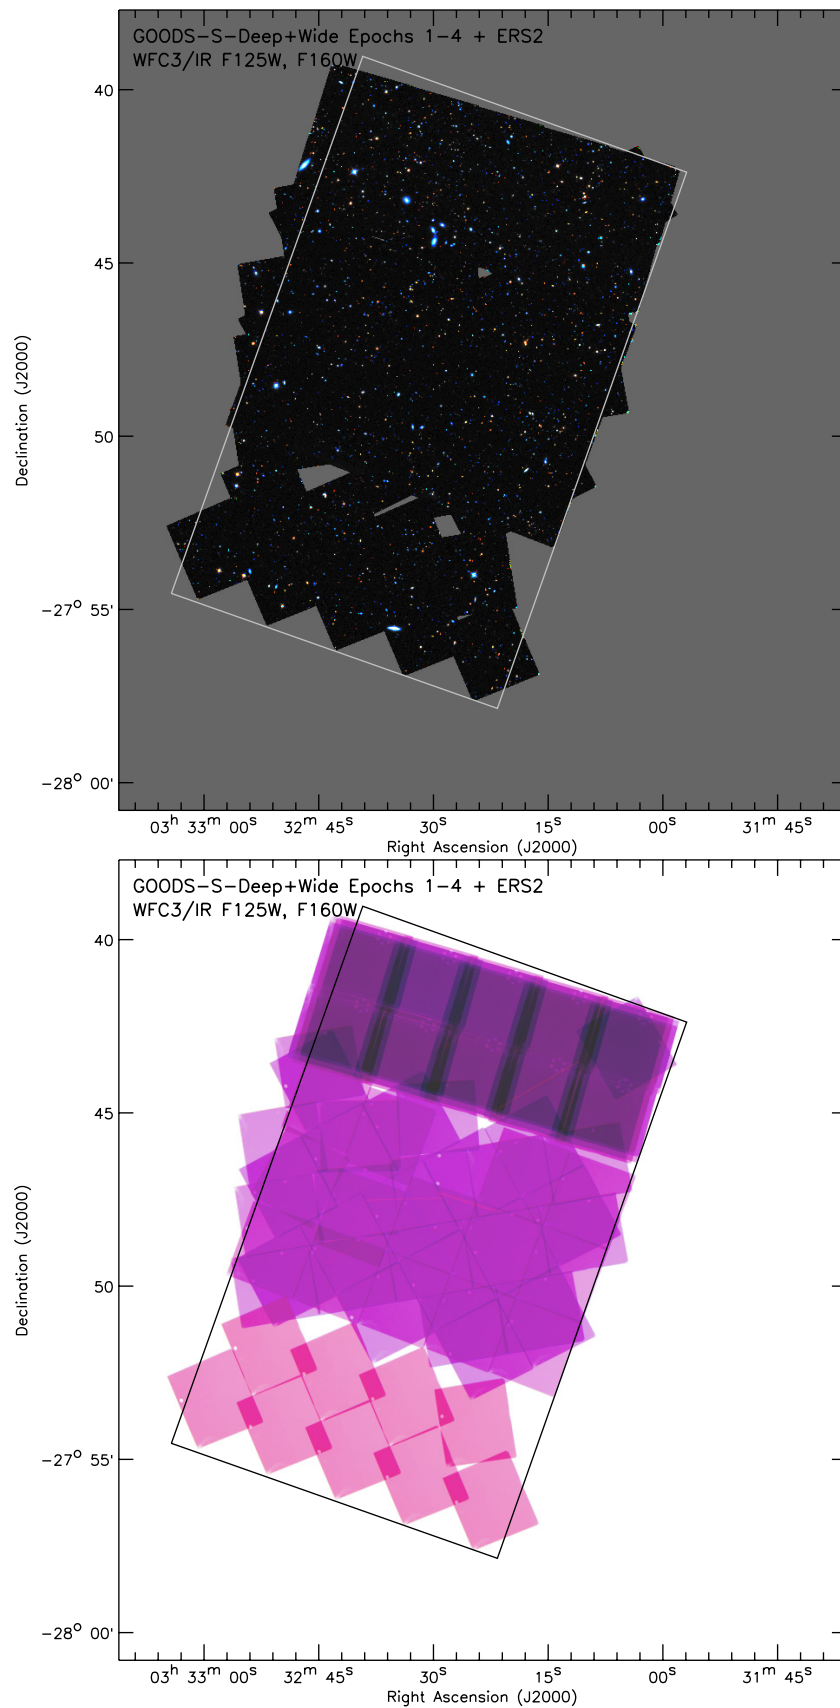 GOODS-S-Deep+Wide Epochs 1-4 + ERS2
WFC3/IR F125W, F160W
40
45
50
-27° 55'
-28° 00'
Declination (J2000)
03h 33m 00s
32m 45s
30s
15s
00s
31m 45s
Right Ascension (J2000)
GOODS-S-Deep+Wide Epochs 1-4 + ERS2
WFC3/IR F125W, F160W
40
45
50
-27° 55'
-28° 00'
Declination (J2000)
03h 33m 00s
32m 45s
30s
15s
00s
31m 45s
Right Ascension (J2000)